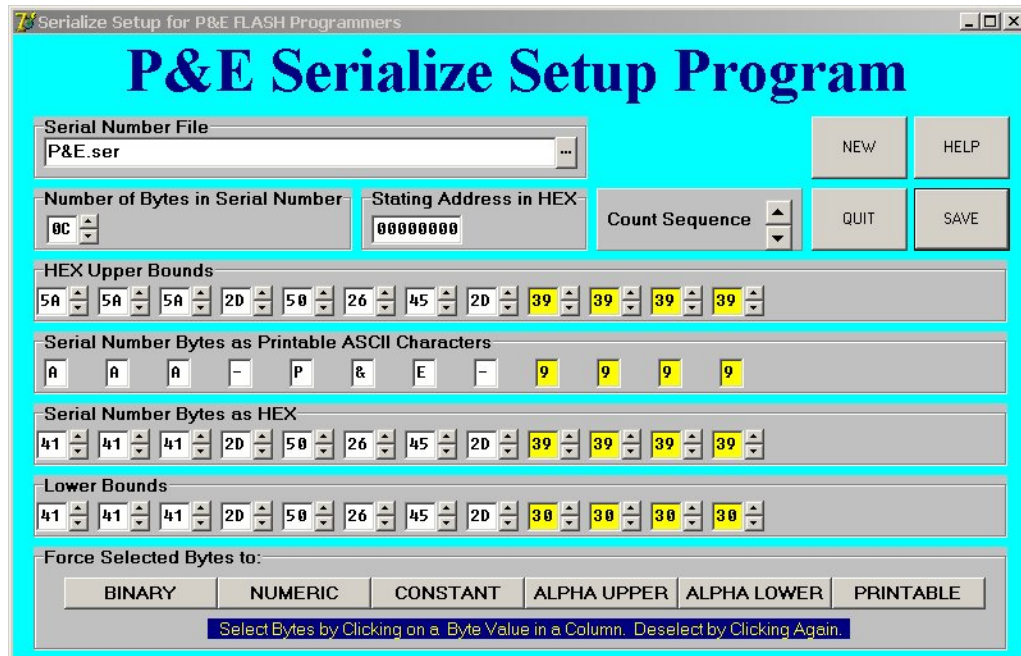 Serialize Setup for P&E FLASH Programmers
P&E Serialize Setup Program
Serial Number File
P&E.ser ...
NEW HELP
Number of Bytes in Serial Number Stating Address in HEX
0C 00000000 Count Sequence QUIT SAVE
HEX Upper Bounds
5A 5A 5A 2D 50 26 45 2D 39 39 39 39
Serial Number Bytes as Printable ASCII Characters
A A A - P & E - 9 9 9 9
Serial Number Bytes as HEX
41 41 41 2D 50 26 45 2D 39 39 39 39
Lower Bounds
41 41 41 2D 50 26 45 2D 30 30 30 30
Force Selected Bytes to:
BINARY NUMERIC CONSTANT ALPHA UPPER ALPHA LOWER PRINTABLE
Select Bytes by Clicking on a Byte Value in a Column. Deselect by Clicking Again.